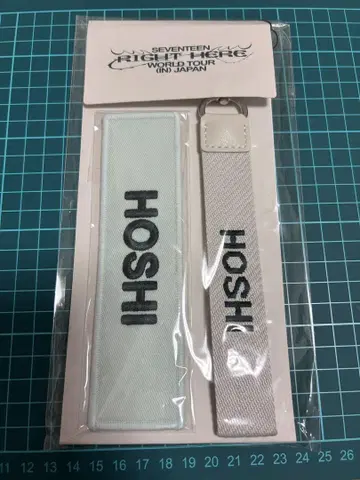 SEVENTEEN
RIGHT HERE
WORLD TOUR
(IN) JAPAN
HOSHI
HOSHI
11 12 13 14 15 16 17 18 19 20 21 22 23 24 25 26